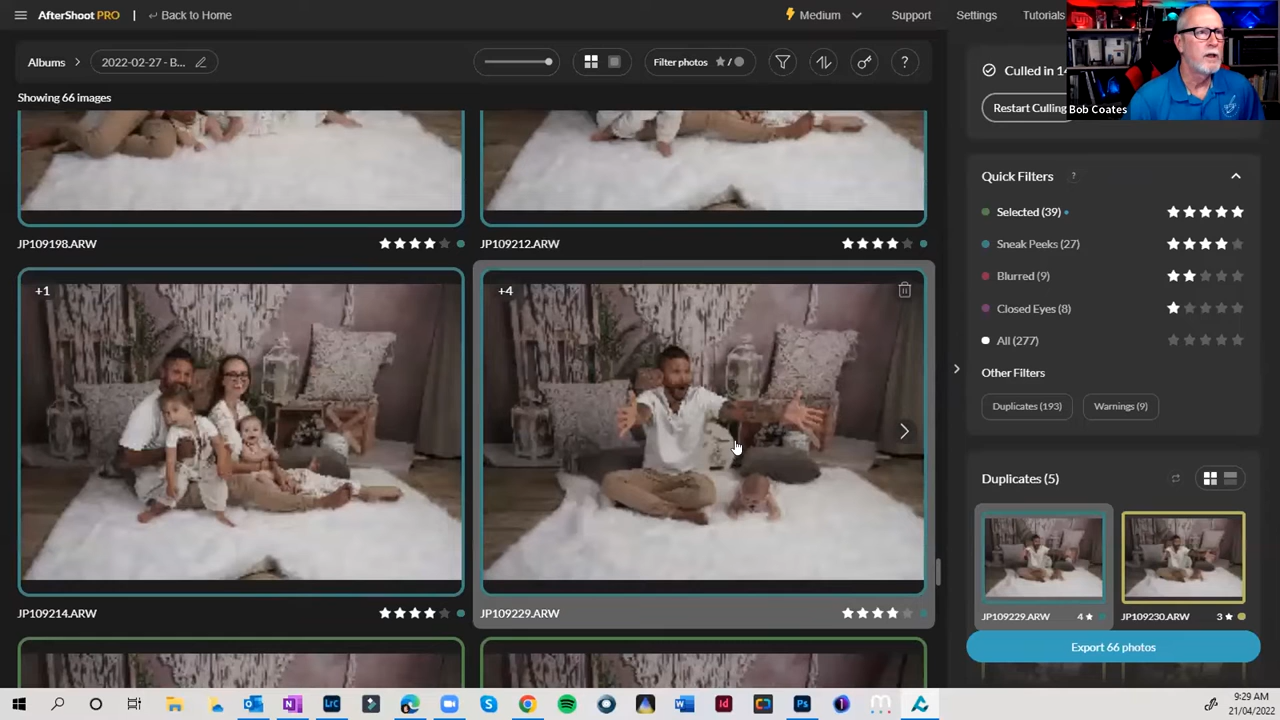 AfterShoot PRO
Back to Home
Medium
Support
Settings
Tutorials
Albums
2022-02-27 - B...
Filter photos
/
?
Showing 66 images
Culled in
Restart Culling
Bob Coates
JP109198.ARW
JP109212.ARW
Quick Filters ?
Selected (39)
Sneak Peeks (27)
Blurred (9)
Closed Eyes (8)
All (277)
Other Filters
Duplicates (193)
Warnings (9)
+1
+4
JP109214.ARW
JP109229.ARW
Duplicates (5)
JP109229.ARW 4
JP109230.ARW 3
Export 66 photos
9:29 AM
21/04/2022